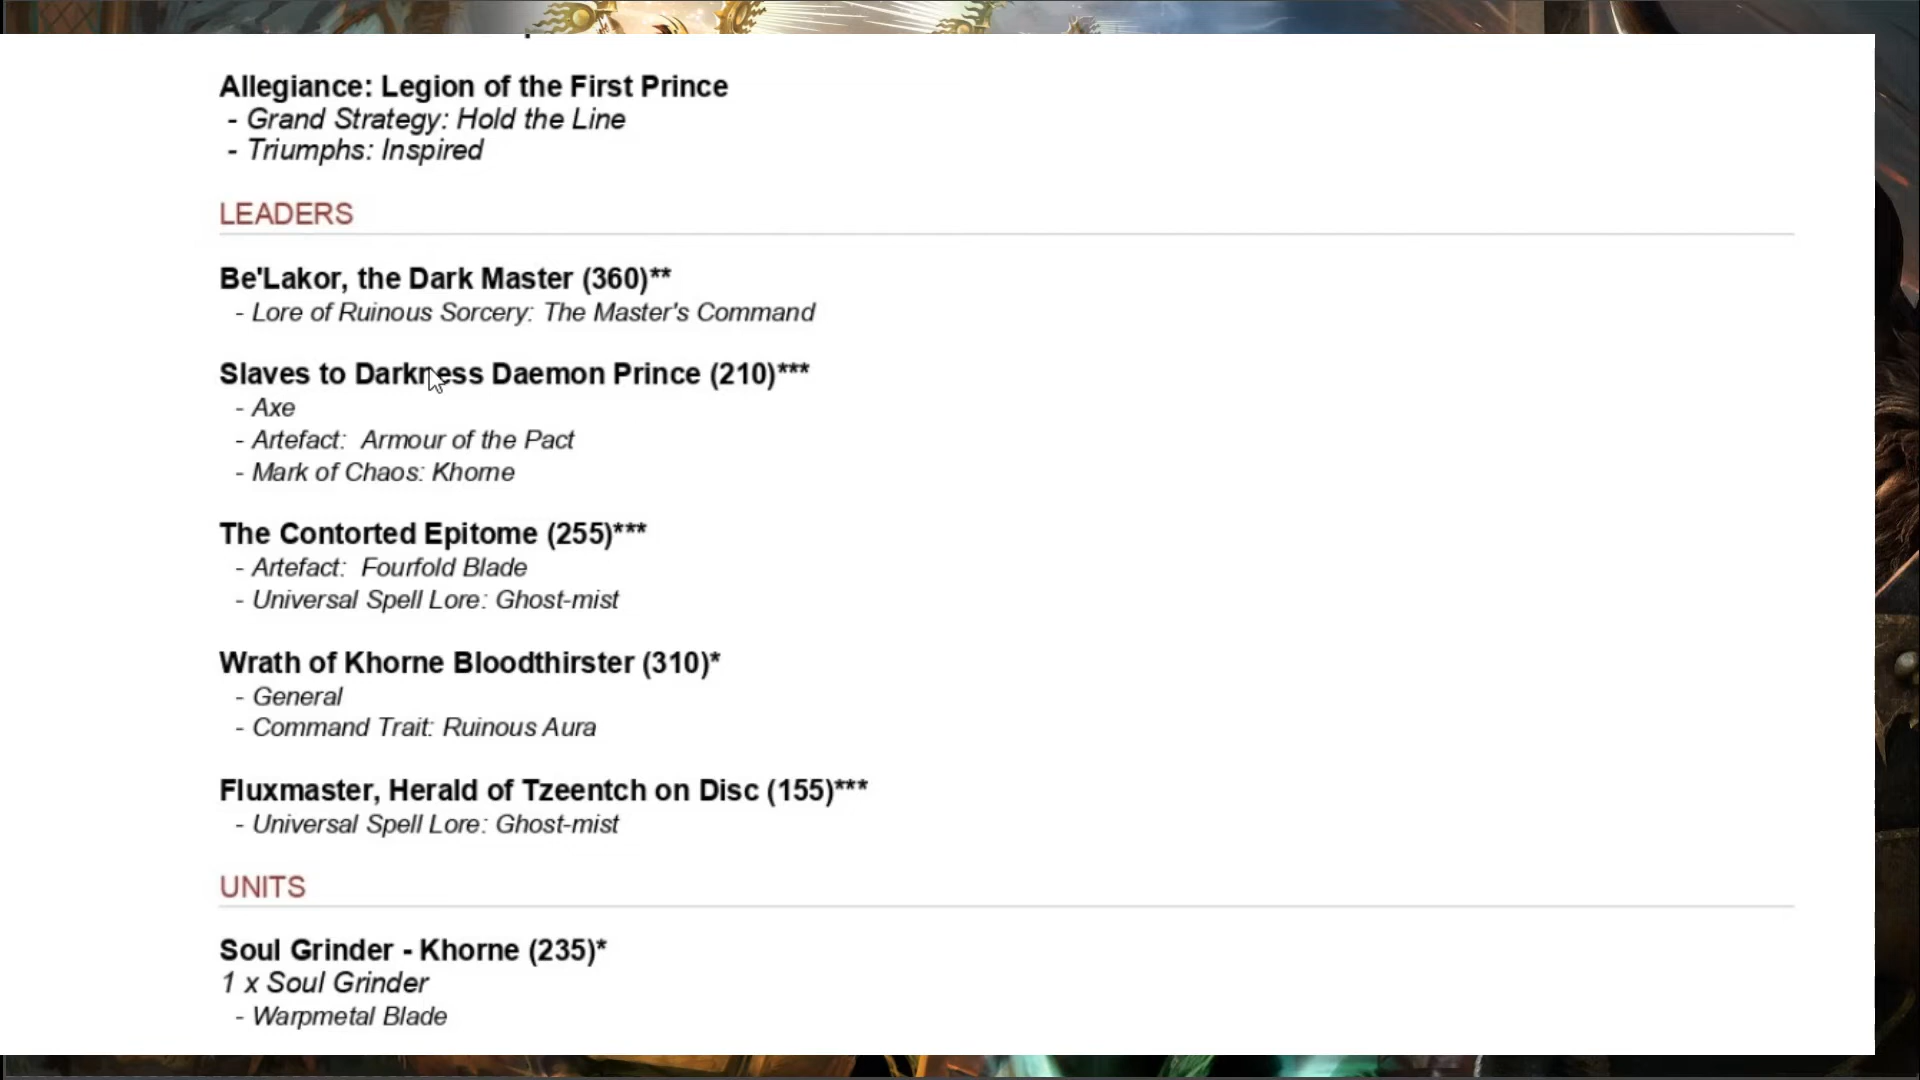 Allegiance: Legion of the First Prince
- Grand Strategy: Hold the Line
- Triumphs: Inspired
LEADERS
Be'Lakor, the Dark Master (360)**
- Lore of Ruinous Sorcery: The Master's Command
Slaves to Darkness Daemon Prince (210)***
- Axe
- Artefact: Armour of the Pact
- Mark of Chaos: Khorne
The Contorted Epitome (255)***
- Artefact: Fourfold Blade
- Universal Spell Lore: Ghost-mist
Wrath of Khorne Bloodthirster (310)*
- General
- Command Trait: Ruinous Aura
Fluxmaster, Herald of Tzeentch on Disc (155)***
- Universal Spell Lore: Ghost-mist
UNITS
Soul Grinder - Khorne (235)*
1 x Soul Grinder
- Warpmetal Blade